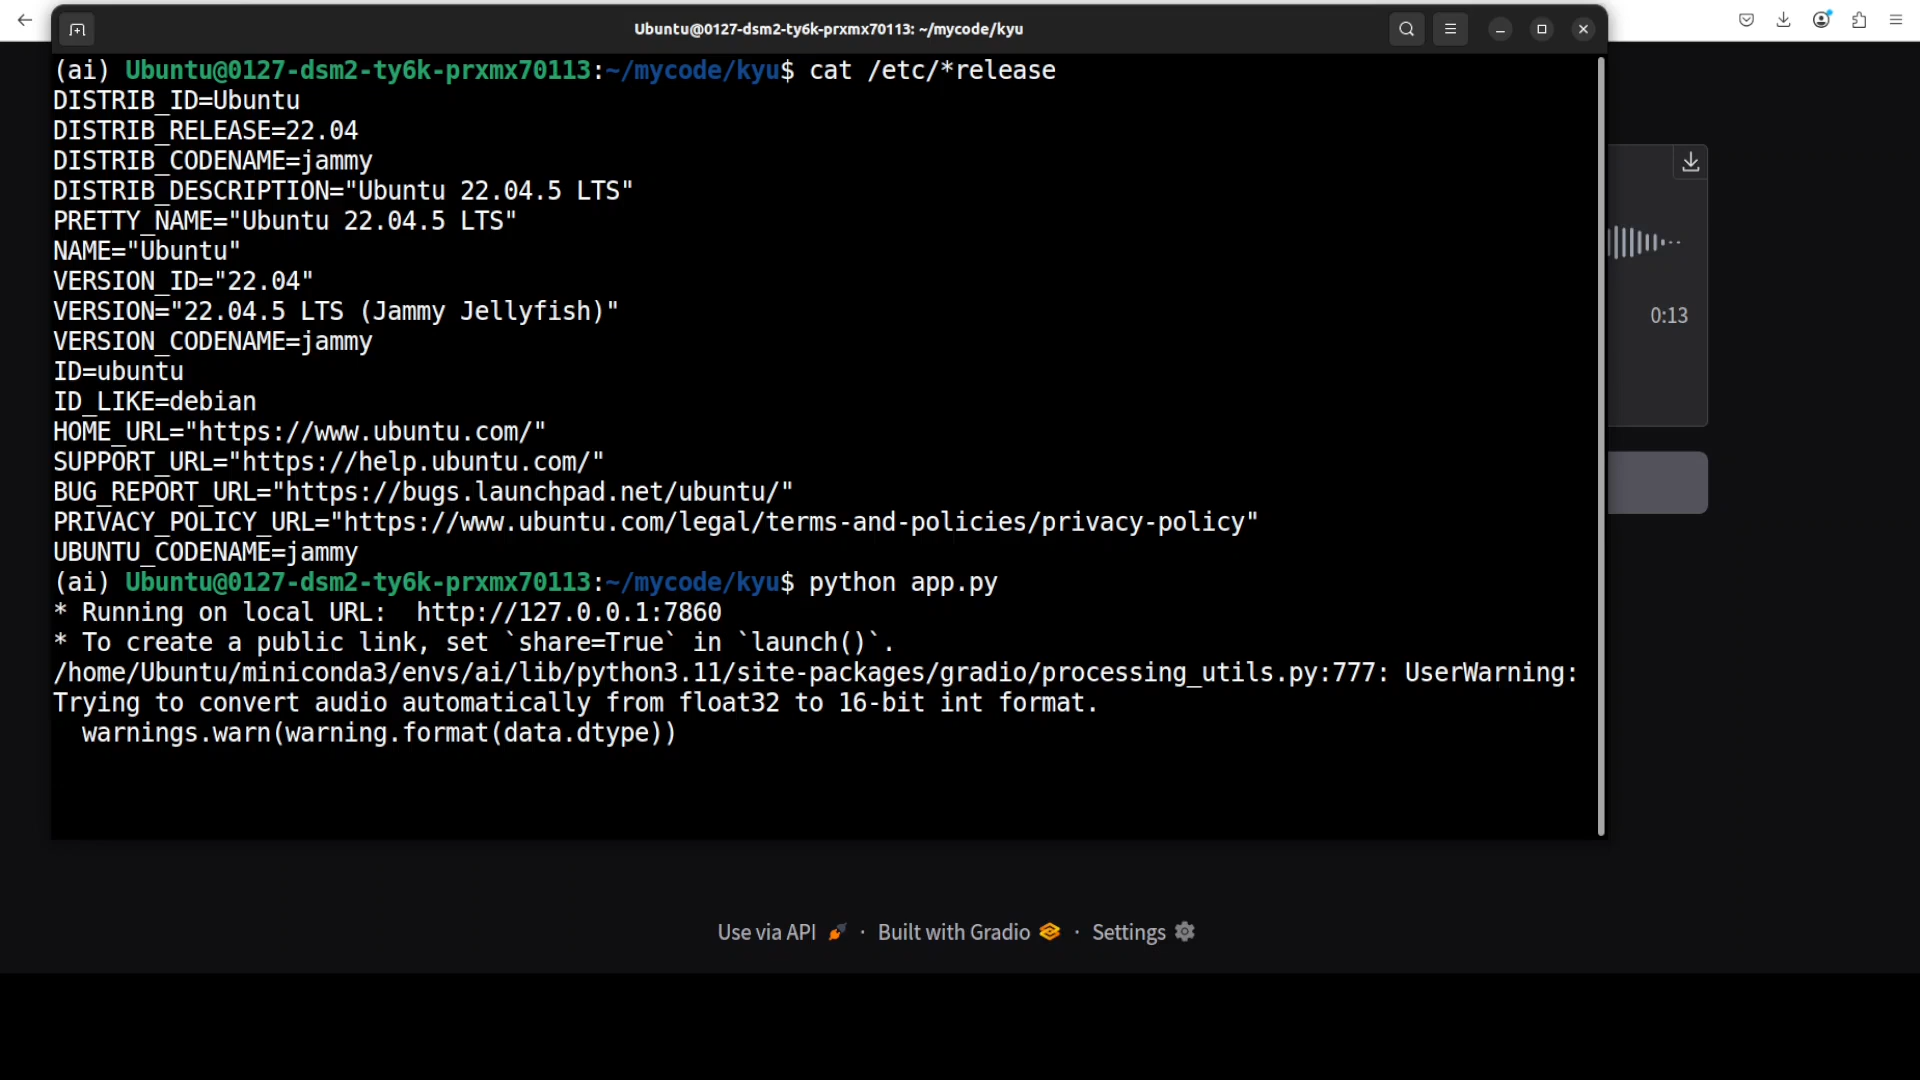 Ubuntu@0127-dsm2-ty6k-prxmx70113: ~/mycode/kyu
(ai) Ubuntu@0127-dsm2-ty6k-prxmx70113:~/mycode/kyu$ cat /etc/*release
DISTRIB_ID=Ubuntu
DISTRIB_RELEASE=22.04
DISTRIB_CODENAME=jammy
DISTRIB_DESCRIPTION="Ubuntu 22.04.5 LTS"
PRETTY_NAME="Ubuntu 22.04.5 LTS"
NAME="Ubuntu"
VERSION_ID="22.04"
VERSION="22.04.5 LTS (Jammy Jellyfish)"
VERSION_CODENAME=jammy
ID=ubuntu
ID_LIKE=debian
HOME_URL="https://www.ubuntu.com/"
SUPPORT_URL="https://help.ubuntu.com/"
BUG_REPORT_URL="https://bugs.launchpad.net/ubuntu/"
PRIVACY_POLICY_URL="https://www.ubuntu.com/legal/terms-and-policies/privacy-policy"
UBUNTU_CODENAME=jammy
(ai) Ubuntu@0127-dsm2-ty6k-prxmx70113:~/mycode/kyu$ python app.py
* Running on local URL:  http://127.0.0.1:7860
* To create a public link, set `share=True` in `launch()`.
/home/Ubuntu/miniconda3/envs/ai/lib/python3.11/site-packages/gradio/processing_utils.py:777: UserWarning:
Trying to convert audio automatically from float32 to 16-bit int format.
  warnings.warn(warning.format(data.dtype))
0:13
Use via API · Built with Gradio · Settings